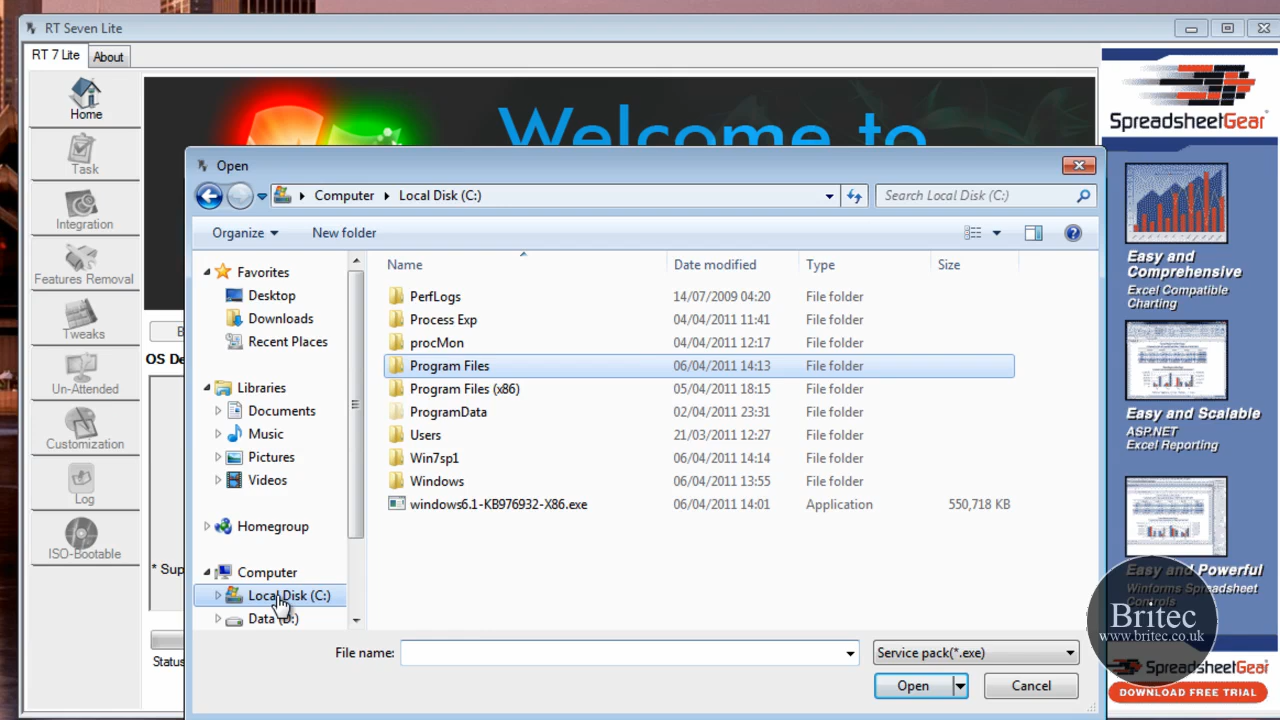 RT Seven Lite
RT 7 Lite
About
Home
Task
Integration
Features Removal
Tweaks
Un-Attended
Customization
Log
ISO-Bootable
Welcome to
OS De
* Sup
Status
Open
Computer
Local Disk (C:)
Search Local Disk (C:)
Organize
New folder
Favorites
Desktop
Downloads
Recent Places
Libraries
Documents
Music
Pictures
Videos
Homegroup
Computer
Local Disk (C:)
Data (D:)
Name Date modified Type Size
PerfLogs 14/07/2009 04:20 File folder
Process Exp 04/04/2011 11:41 File folder
procMon 04/04/2011 12:17 File folder
Program Files 06/04/2011 14:13 File folder
Program Files (x86) 05/04/2011 18:15 File folder
ProgramData 02/04/2011 23:31 File folder
Users 21/03/2011 12:27 File folder
Win7sp1 06/04/2011 14:14 File folder
Windows 06/04/2011 13:55 File folder
windows6.1-KB976932-X86.exe 06/04/2011 14:01 Application 550,718 KB
File name:
Service pack(*.exe)
Open
Cancel
SpreadsheetGear
Easy and
Comprehensive
Excel Compatible
Charting
Easy and Scalable
ASP.NET
Excel Reporting
Easy and Powerful
Winforms Spreadsheet
Controls
Britec
www.britec.co.uk
SpreadsheetGear
DOWNLOAD FREE TRIAL